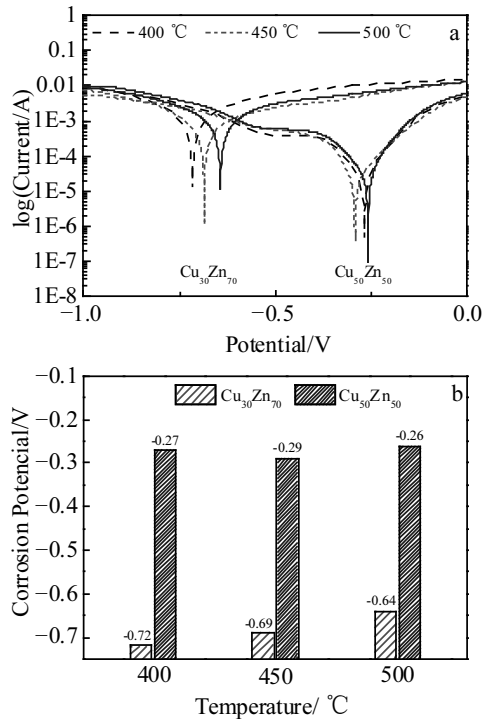 400 ℃ 450 ℃ 500 ℃
a
1
0.1
0.01
1E-3
1E-4
1E-5
1E-6
1E-7
1E-8
log(Current/A)
Cu30Zn70 Cu50Zn50
−1.0 −0.5 0.0
Potential/V
b
Cu30Zn70 Cu50Zn50
−0.1
−0.2
−0.3
−0.4
−0.5
−0.6
−0.7
Corrosion Potencial/V
-0.27 -0.29 -0.26
-0.72 -0.69 -0.64
400 450 500
Temperature/ ℃